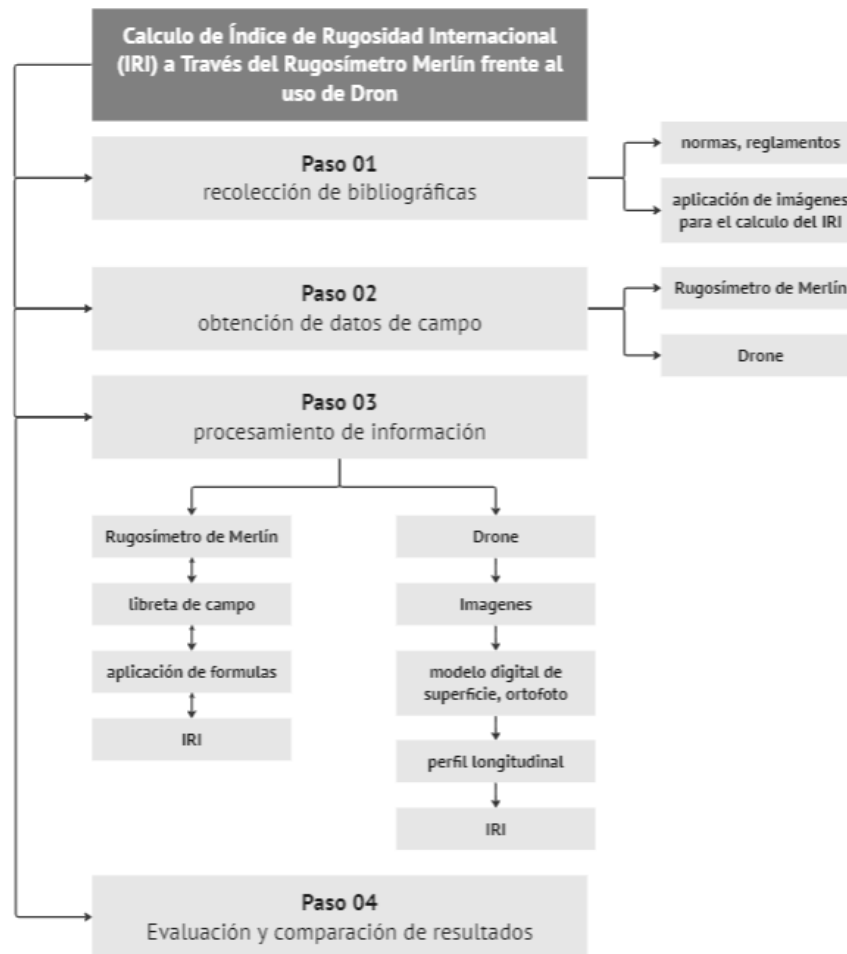 Calculo de Índice de Rugosidad Internacional
(IRI) a Través del Rugosímetro Merlín frente al
uso de Dron
Paso 01
recolección de bibliográficas
normas, reglamentos
aplicación de imágenes
para el calculo del IRI
Paso 02
obtención de datos de campo
Rugosímetro de Merlín
Drone
Paso 03
procesamiento de información
Rugosímetro de Merlín
libreta de campo
aplicación de formulas
IRI
Drone
Imagenes
modelo digital de
superficie, ortofoto
perfil longitudinal
IRI
Paso 04
Evaluación y comparación de resultados